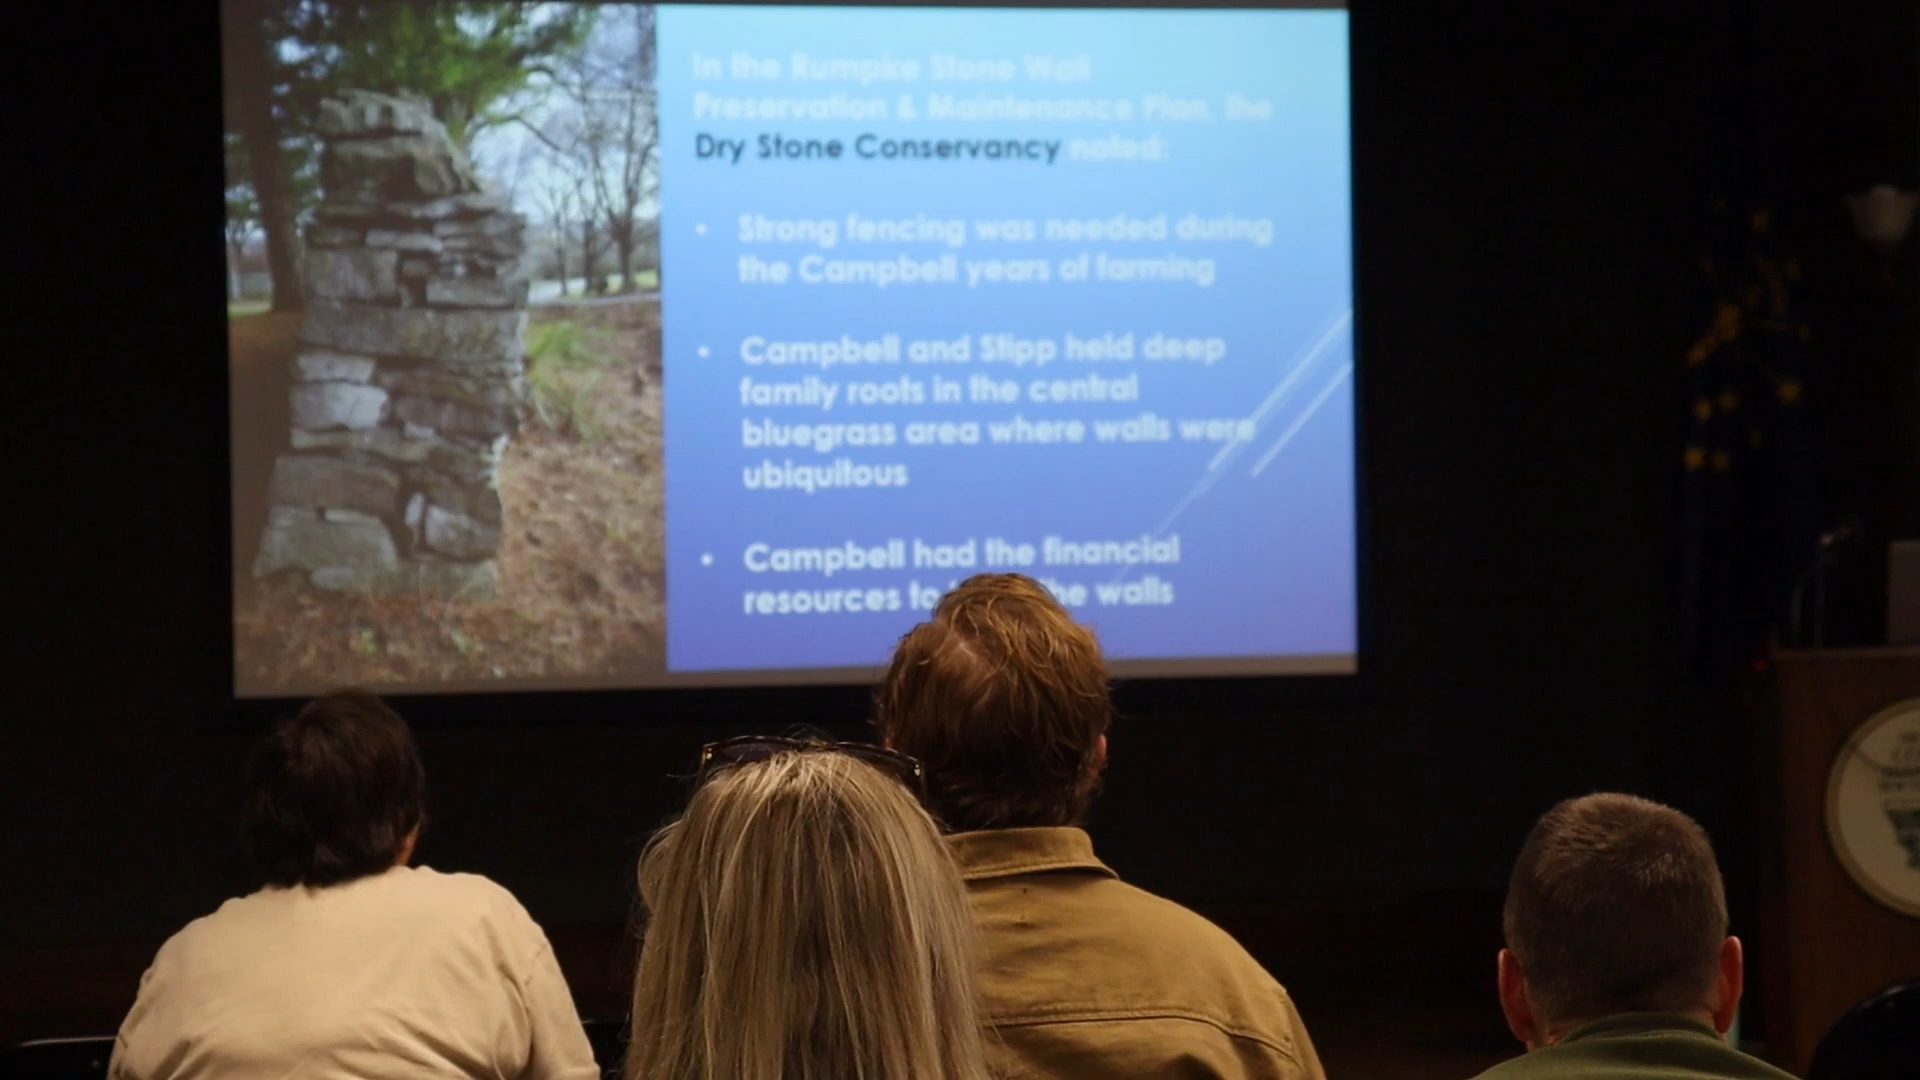 In the Rumpke Stone Wall
Preservation & Maintenance Plan, the
Dry Stone Conservancy noted:
• Strong fencing was needed during
the Campbell years of farming
• Campbell and Stipp held deep
family roots in the central
bluegrass area where walls were
ubiquitous
• Campbell had the financial
resources to he walls